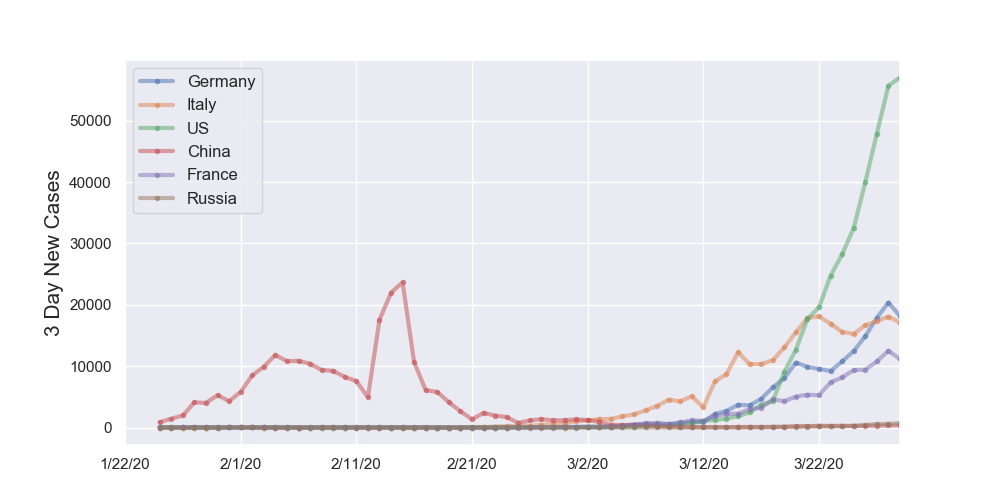 Germany
Italy
US
China
France
Russia
3 Day New Cases
50000
40000
30000
20000
10000
0
1/22/20 2/1/20 2/11/20 2/21/20 3/2/20 3/12/20 3/22/20